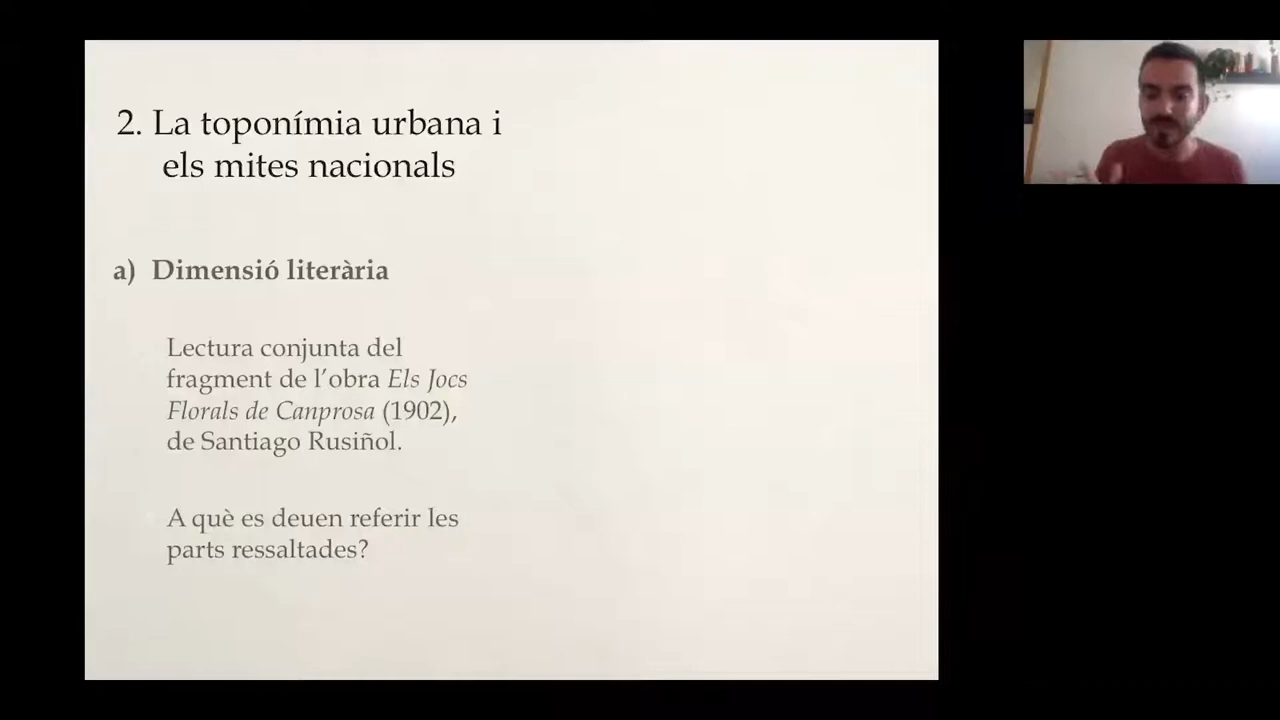 2. La toponímia urbana i
els mites nacionals
a) Dimensió literària
Lectura conjunta del
fragment de l’obra Els Jocs
Florals de Canprosa (1902),
de Santiago Rusiñol.
A què es deuen referir les
parts ressaltades?